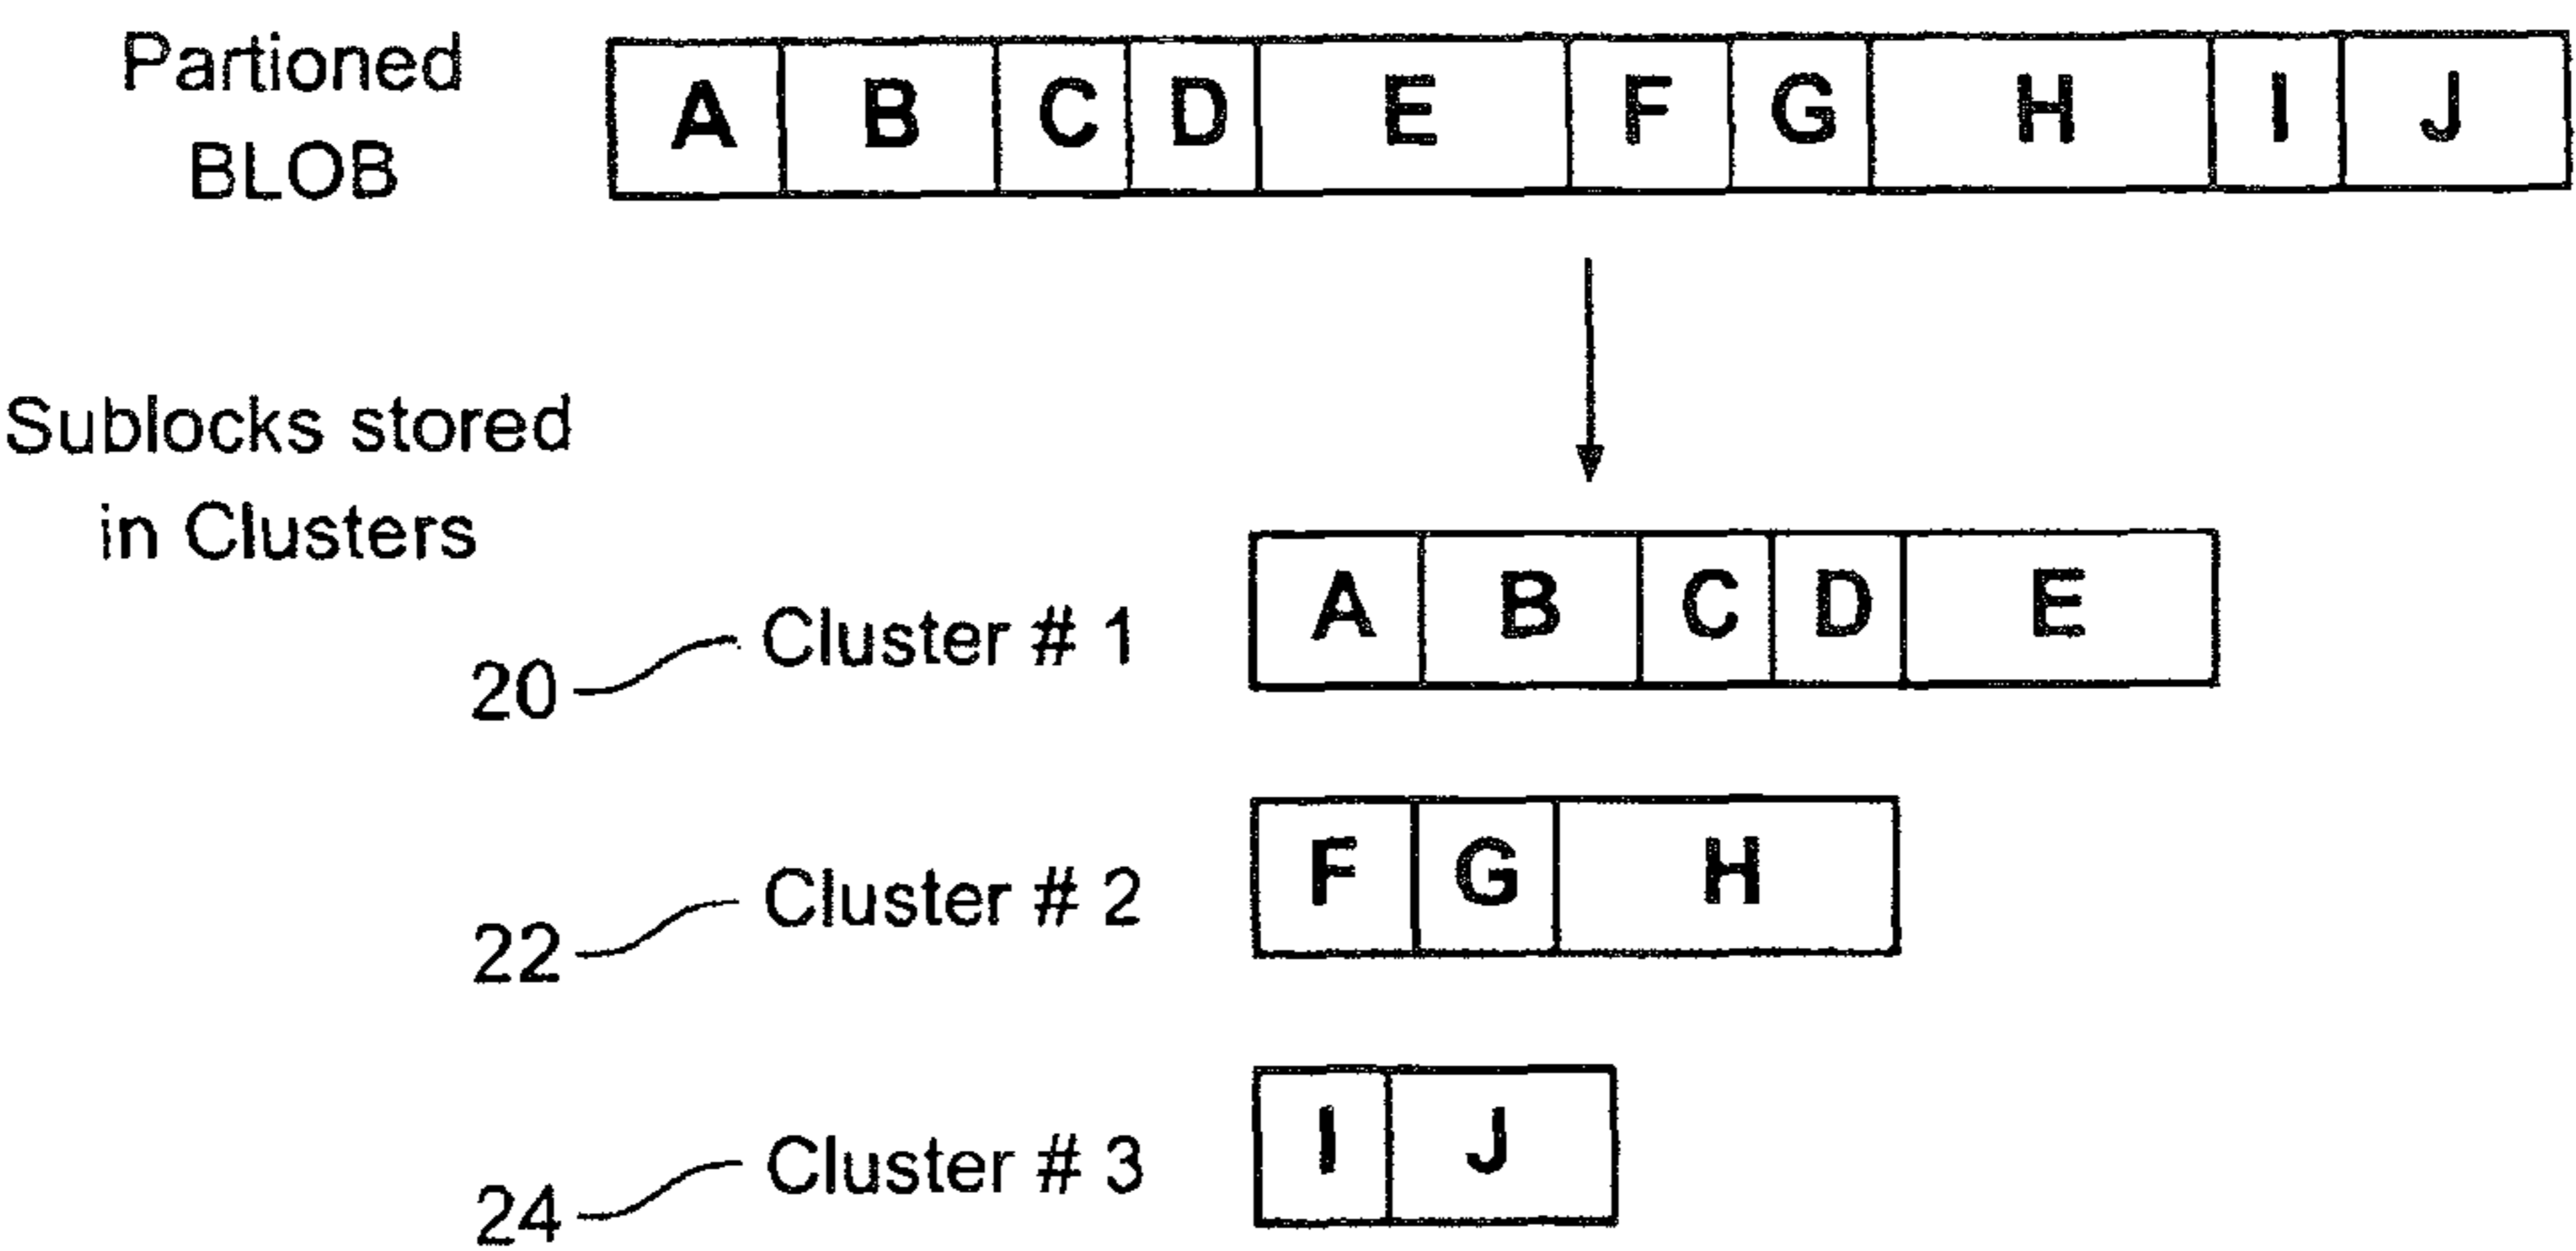 Partioned
BLOB
A B C D E F G H I J
Sublocks stored
in Clusters
20 Cluster # 1 A B C D E
22 Cluster # 2 F G H
24 Cluster # 3 I J